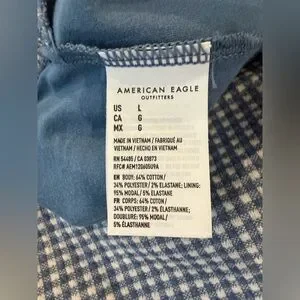 AMERICAN EAGLE
OUTFITTERS
US L
CA G
MX G
MADE IN VIETNAM / FABRIQUÉ AU
VIETNAM / HECHO EN VIETNAM
RN 54485 / CA 03873
RFC# AEM120605U9A
EN BODY: 64% COTTON/
34% POLYESTER/ 2% ELASTANE; LINING:
95% MODAL/ 5% ELASTANE
FR CORPS: 64% COTON/
34% POLYESTER/ 2% ÉLASTHANNE;
DOUBLURE: 95% MODAL/
5% ÉLASTHANNE